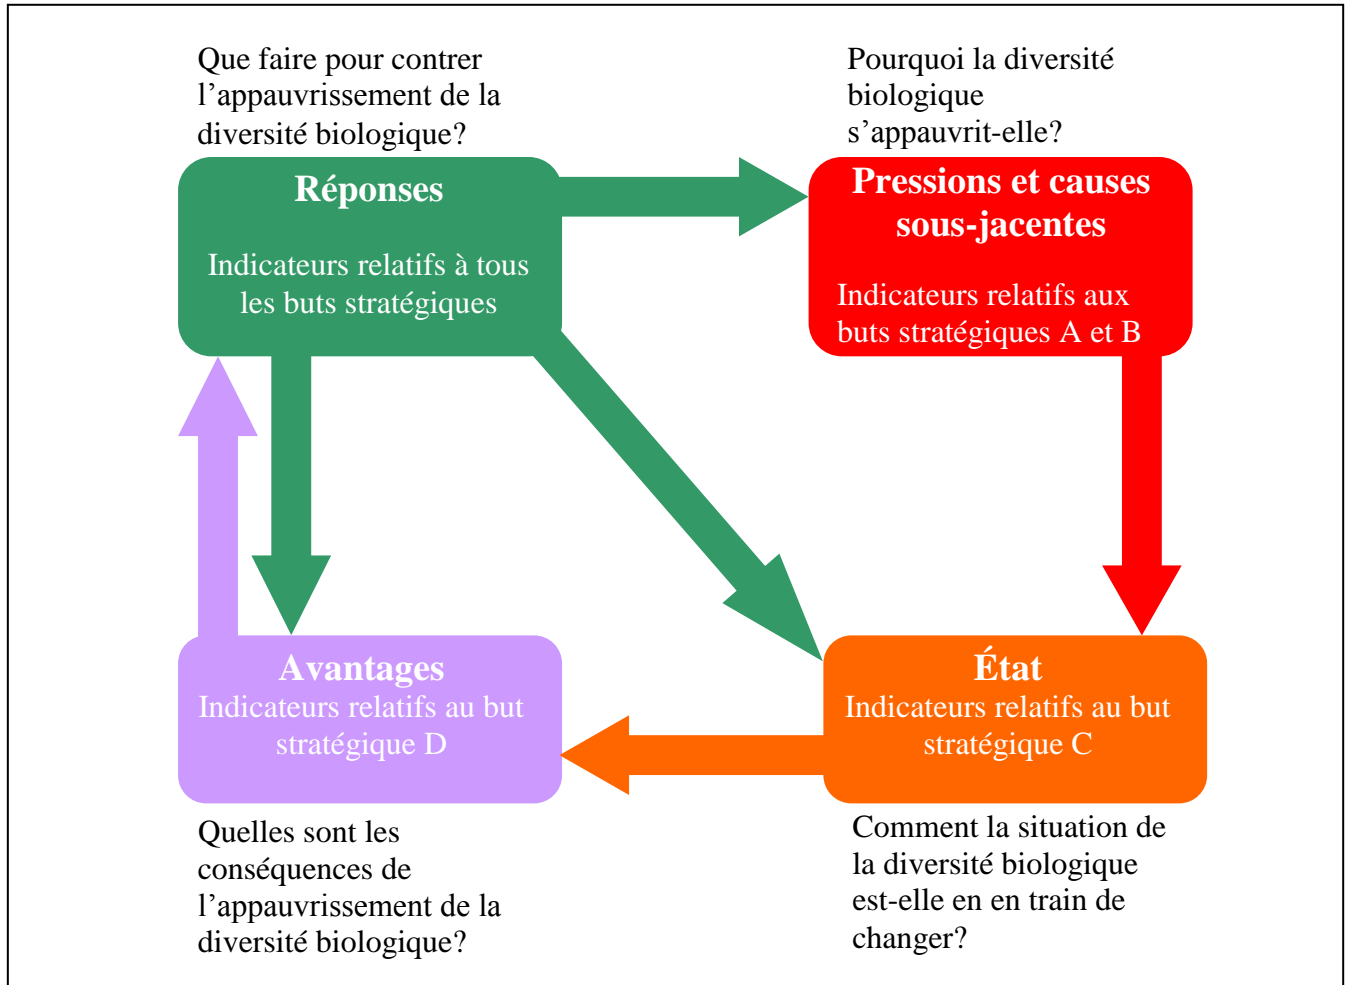 Que faire pour contrer
l’appauvrissement de la
diversité biologique?
Pourquoi la diversité
biologique
s’appauvrit-elle?
Réponses
Indicateurs relatifs à tous
les buts stratégiques
Pressions et causes
sous-jacentes
Indicateurs relatifs aux
buts stratégiques A et B
Avantages
Indicateurs relatifs au but
stratégique D
État
Indicateurs relatifs au but
stratégique C
Quelles sont les
conséquences de
l’appauvrissement de la
diversité biologique?
Comment la situation de
la diversité biologique
est-elle en en train de
changer?